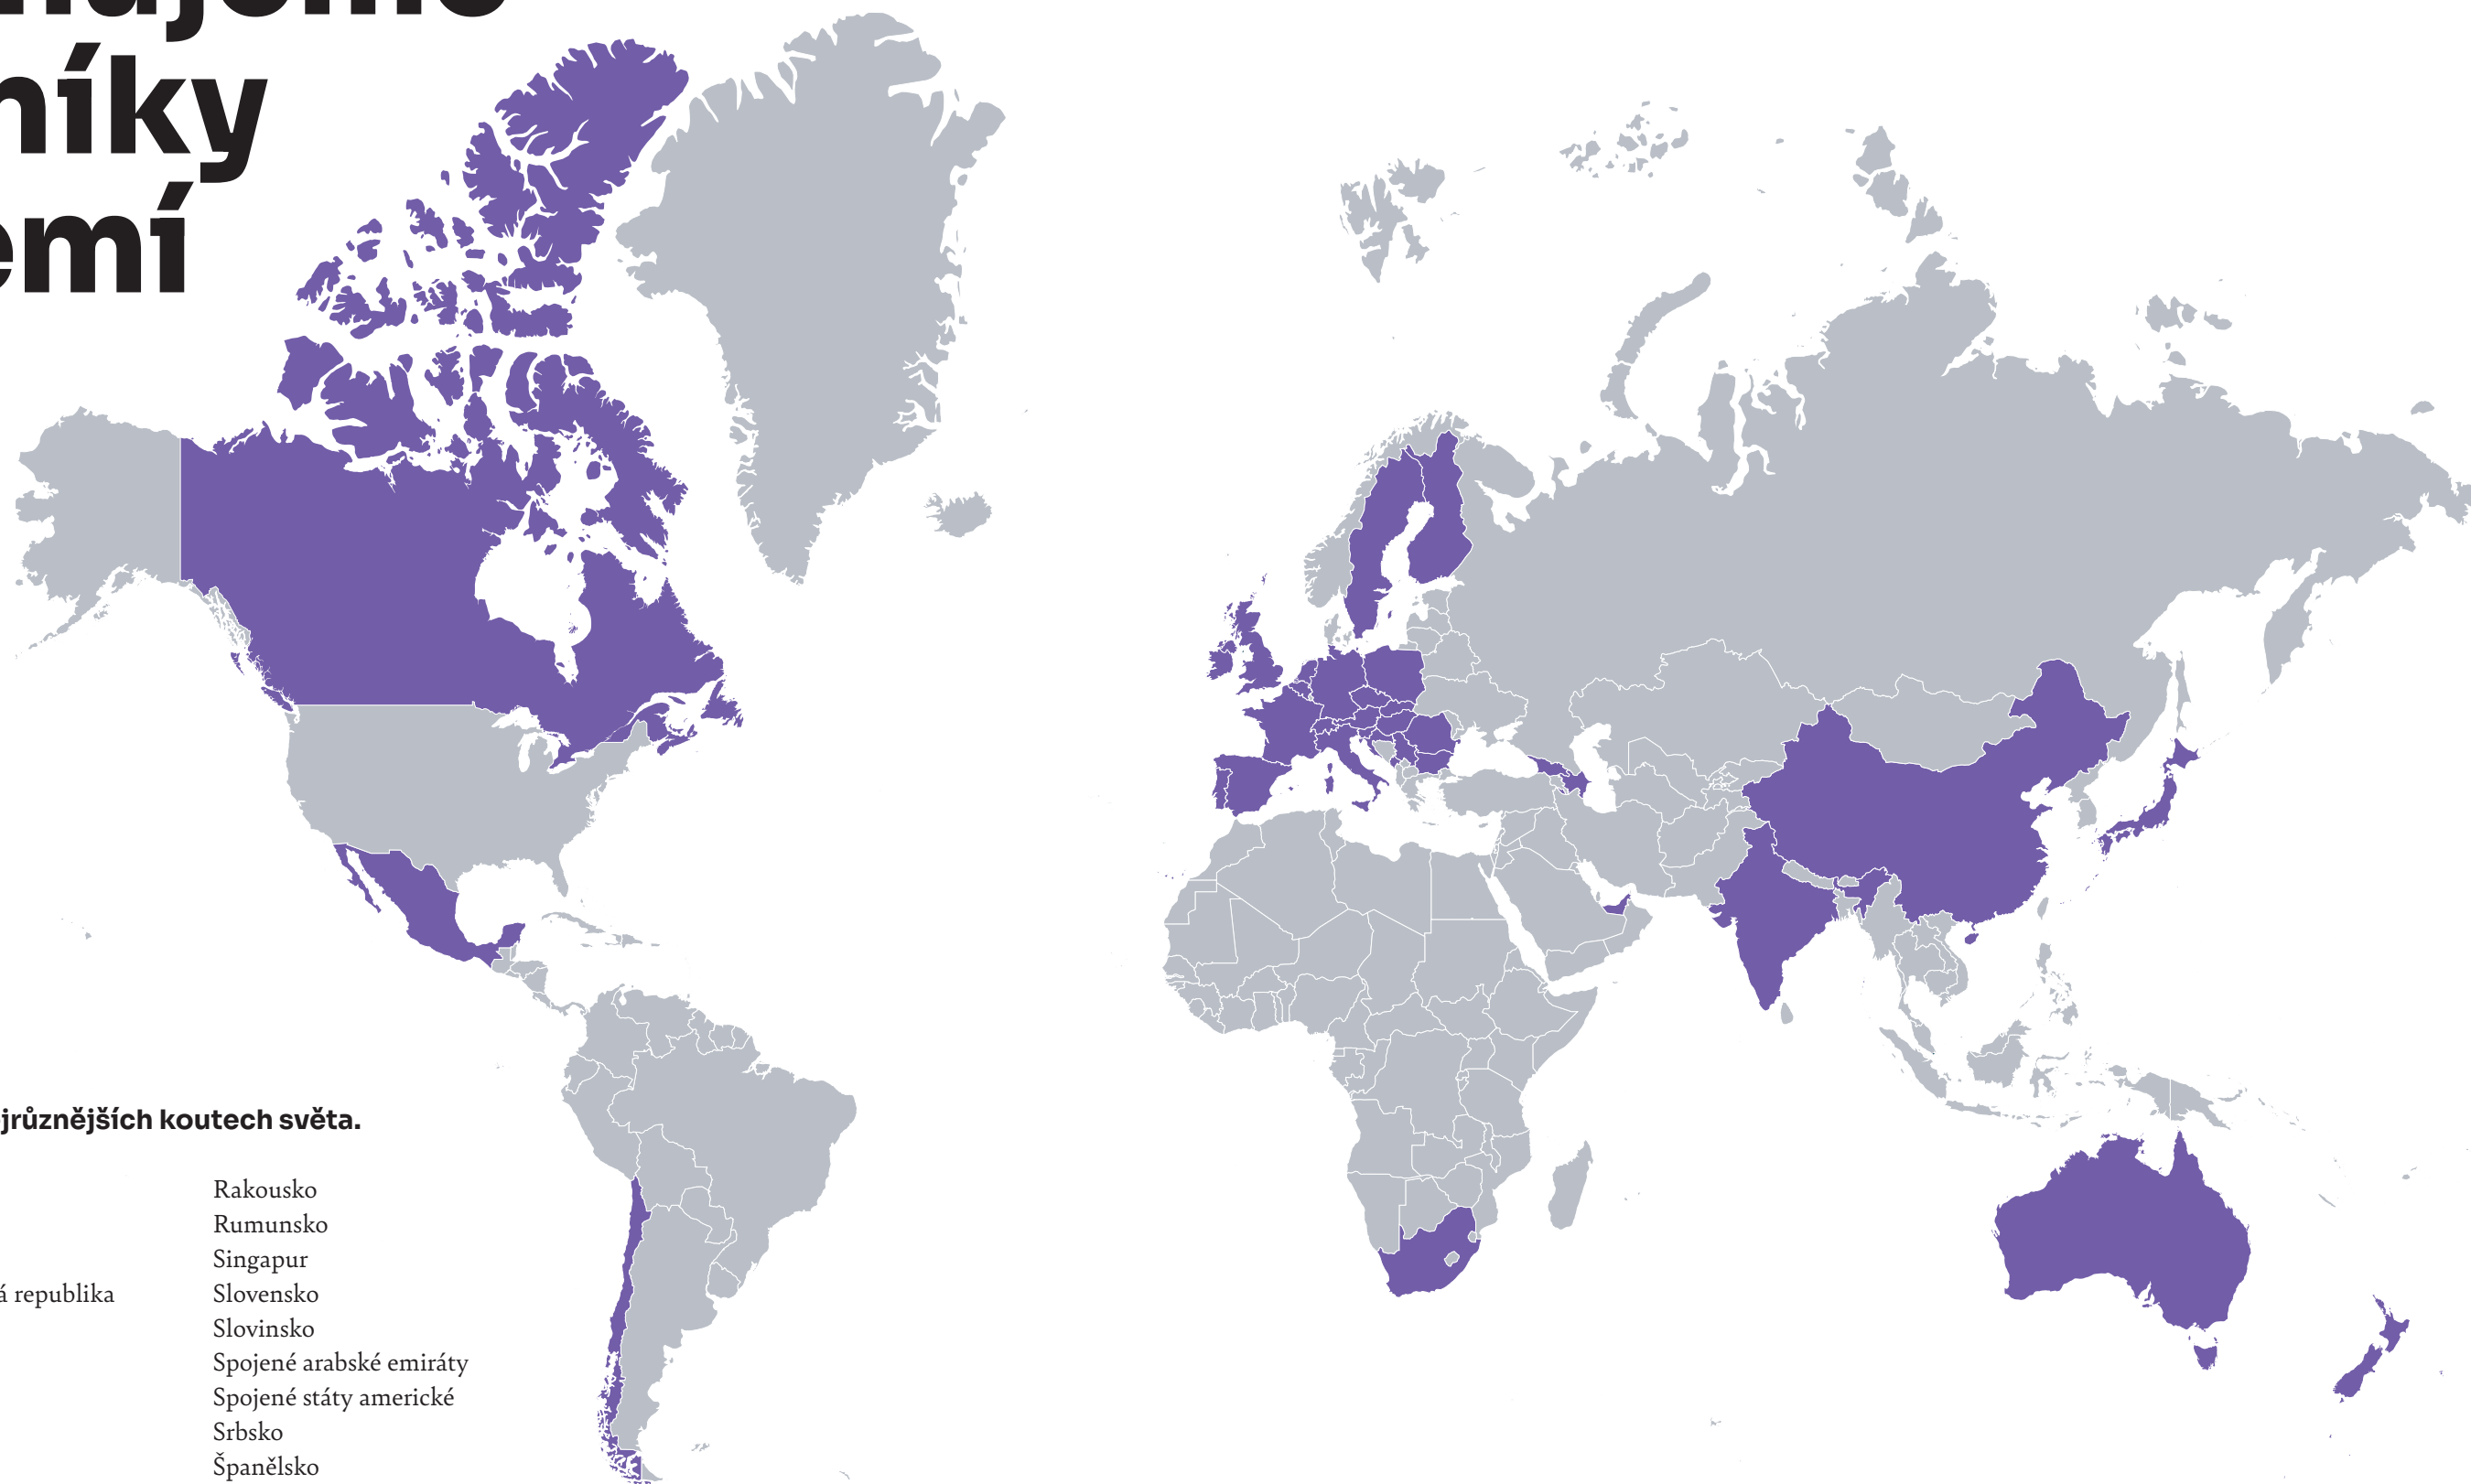 níky
emí
jrůznějších koutech světa.
á republika
Rakousko
Rumunsko
Singapur
Slovensko
Slovinsko
Spojené arabské emiráty
Spojené státy americké
Srbsko
Španělsko